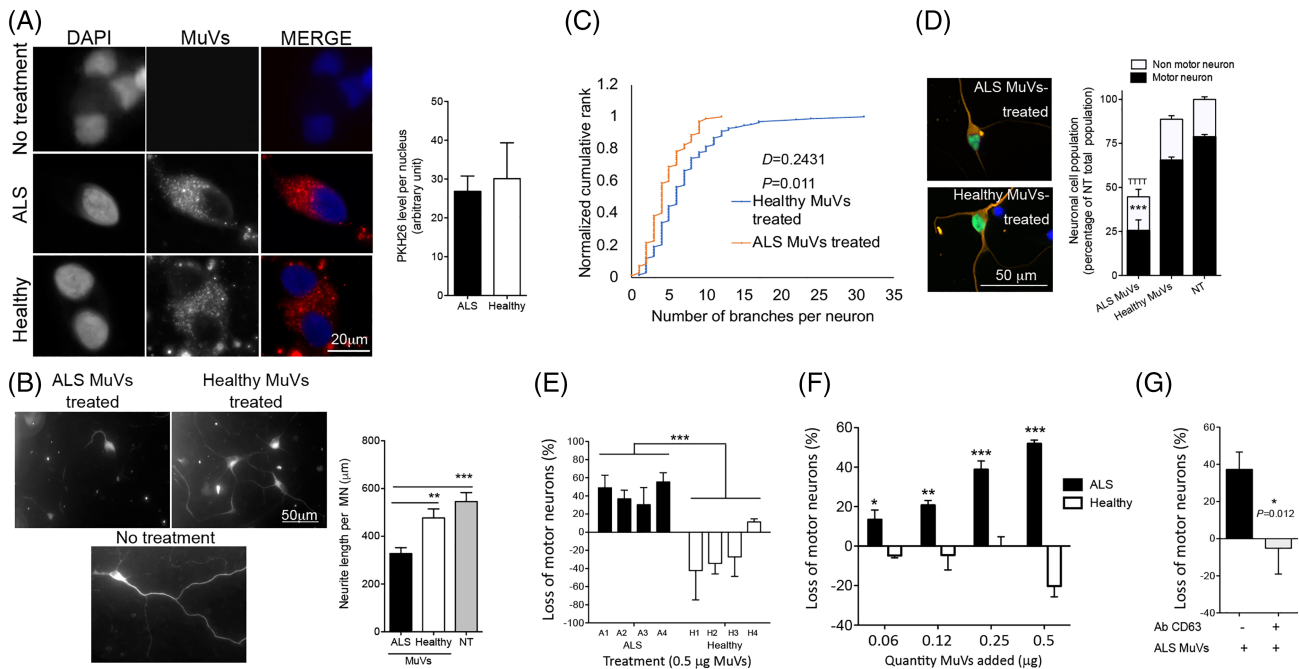 (A)
DAPI MuVs MERGE
No treatment
ALS
Healthy
20μm
PKH26 level per nucleus
(arbitrary unit)
50
40
30
20
10
0
ALS Healthy
(B)
ALS MuVs
treated
Healthy MuVs
treated
50μm
No treatment
Neurite length per MN (μm)
800
600
400
200
0
***
**
ALS Healthy NT
MuVs
(C)
Normalized cumulative rank
1.2
1
0.8
0.6
0.4
0.2
0
D=0.2431
P=0.011
Healthy MuVs
treated
ALS MuVs treated
0 5 10 15 20 25 30 35
Number of branches per neuron
(D)
ALS MuVs-
treated
Healthy MuVs-
treated
50 μm
Non motor neuron
Motor neuron
Neuronal cell population
(percentage of NT total population)
100
75
50
25
0
TTTT
***
ALS MuVs
Healthy MuVs
NT
(E)
Loss of motor neurons (%)
100
80
60
40
20
0
-20
-40
-60
-80
-100
***
A1 A2 A3 A4 H1 H2 H3 H4
ALS Healthy
Treatment (0.5 μg MuVs)
(F)
Loss of motor neurons (%)
60
40
20
0
-20
-40
*
**
***
***
ALS
Healthy
0.06 0.12 0.25 0.5
Quantity MuVs added (μg)
(G)
Loss of motor neurons (%)
60
40
20
0
-20
-40
*
P=0.012
Ab CD63 - +
ALS MuVs + +